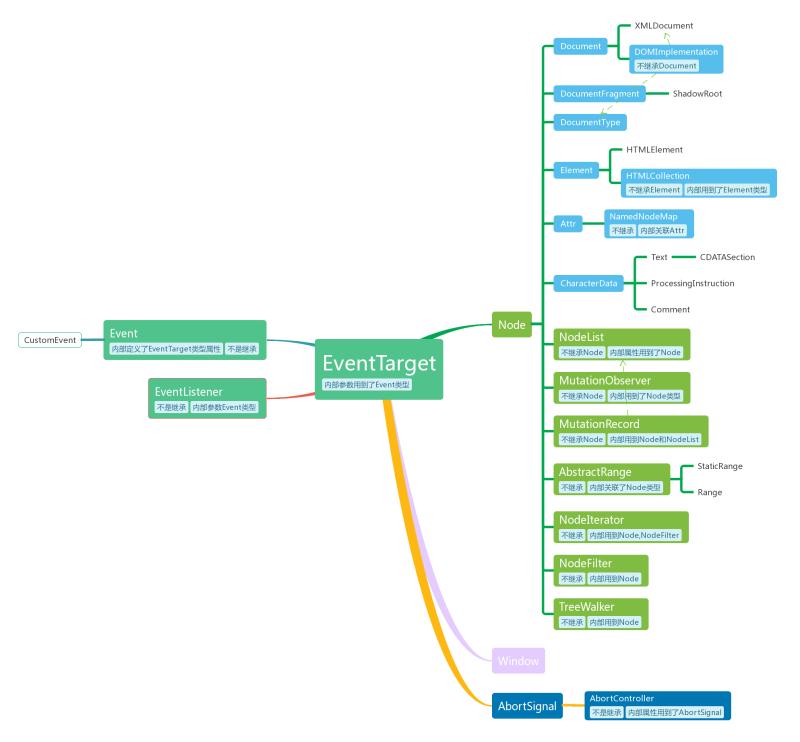 XMLDocument
Document
DOMImplementation
不继承Document
DocumentFragment
ShadowRoot
DocumentType
HTMLElement
Element
HTMLCollection
不继承Element 内部用到了Element类型
Attr
NamedNodeMap
不继承 内部关联Attr
Text
CDATASection
CharacterData
ProcessingInstruction
Comment
Node
NodeList
不继承Node 内部属性用到了Node
MutationObserver
不继承Node 内部用到了Node类型
MutationRecord
不继承Node 内部用到Node和NodeList
AbstractRange
不继承 内部关联了Node类型
StaticRange
Range
NodeIterator
不继承 内部用到Node,NodeFilter
NodeFilter
不继承 内部用到Node
TreeWalker
不继承 内部用到Node
CustomEvent
Event
内部定义了EventTarget类型属性 不是继承
EventListener
不是继承 内部参数Event类型
EventTarget
内部参数用到了Event类型
Window
AbortSignal
AbortController
不是继承 内部属性用到了AbortSignal